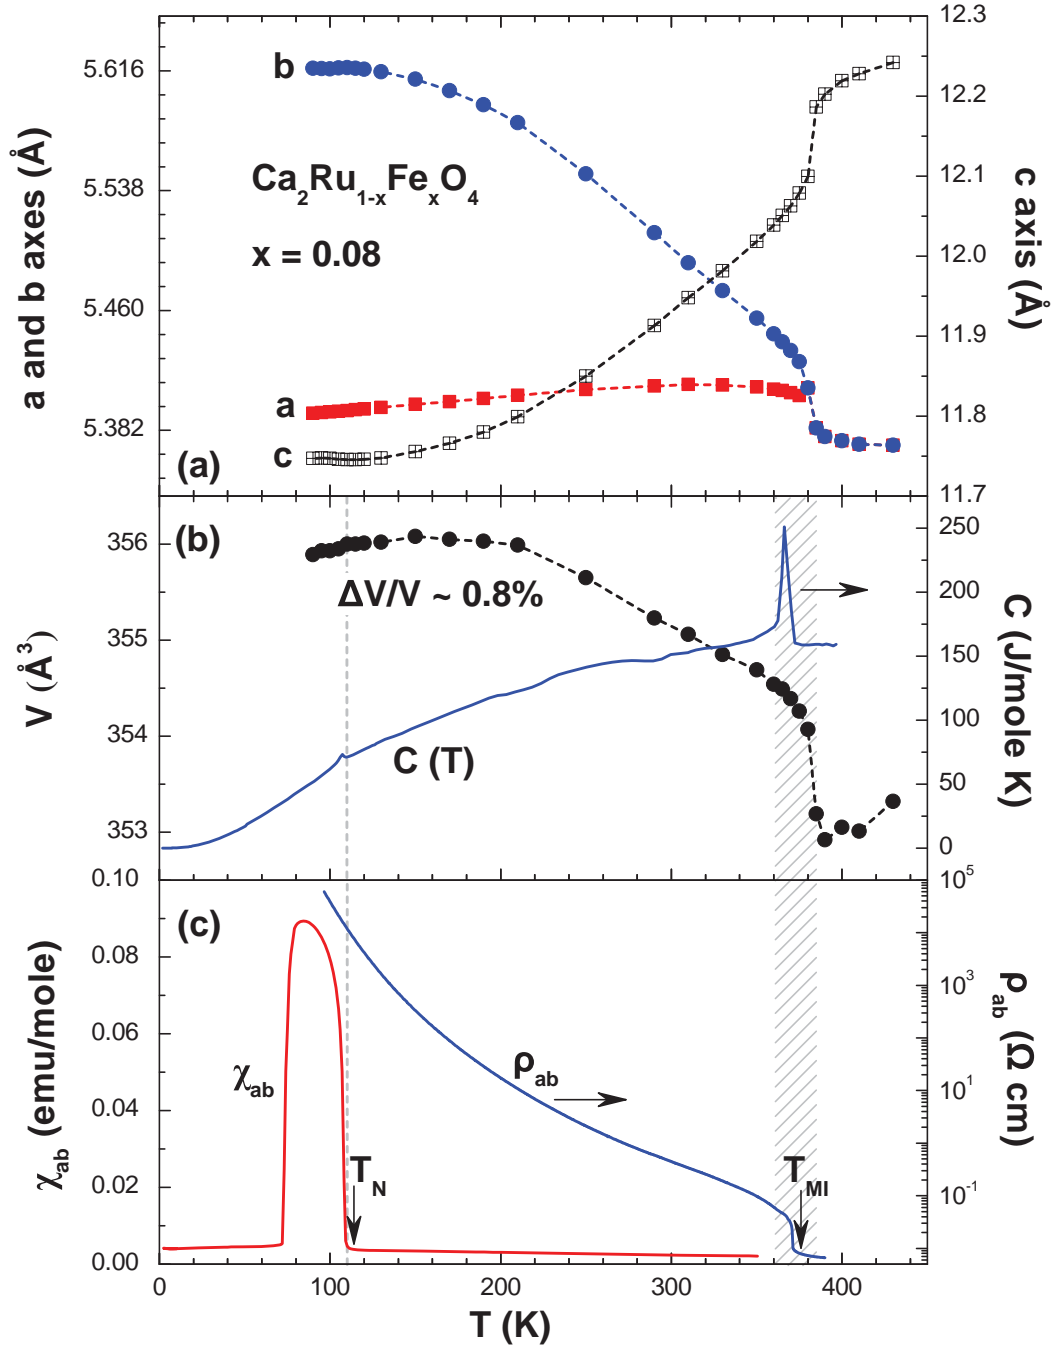 12.3
5.616
b
12.2
Ca2Ru1-xFexO4
5.538
12.1
x = 0.08
12.0
a and b axes (Å)
c axis (Å)
5.460
11.9
a
11.8
5.382
c
(a)
11.7
(b)
356
250
ΔV/V ~ 0.8%
200
355
150
V (Å³)
C (J/mole K)
354
100
C (T)
50
353
0
0.10
10⁵
(c)
0.08
10³
0.06
χab
ρab
χab (emu/mole)
ρab (Ω cm)
0.04
10¹
TN
TMI
0.02
10⁻¹
0.00
0
100
200
300
400
T (K)